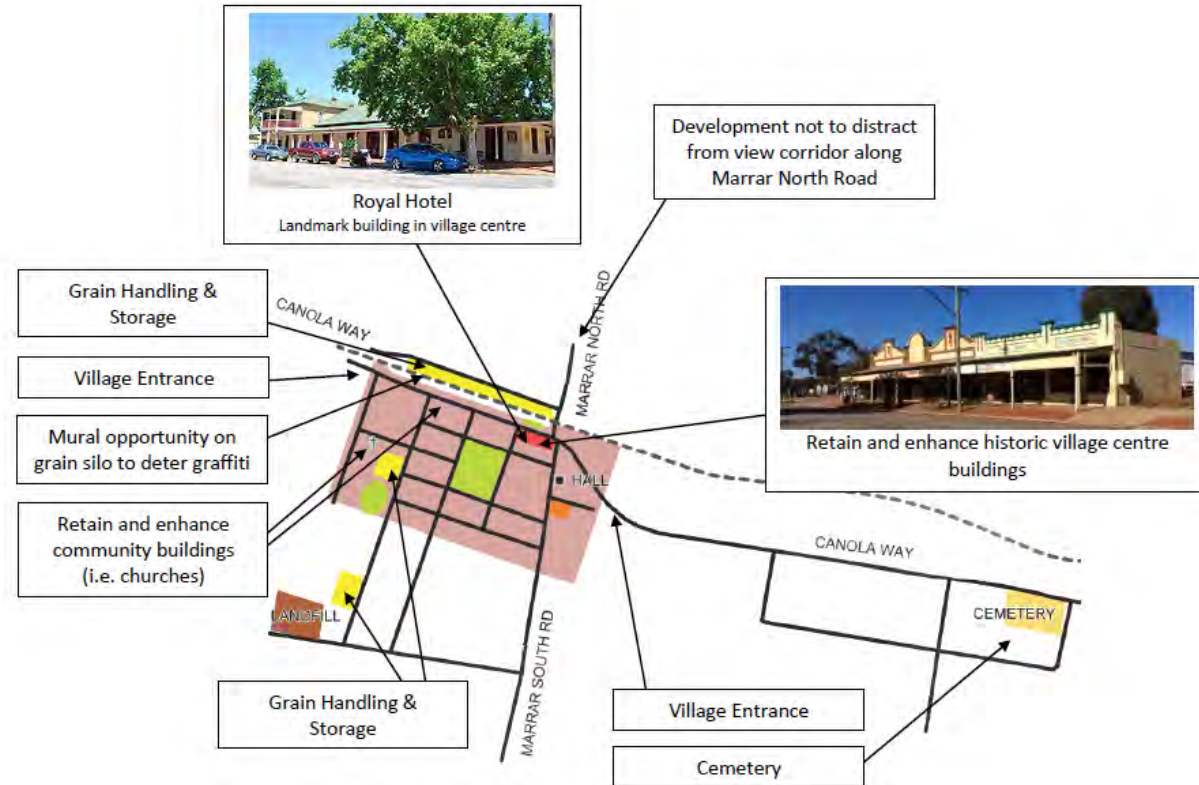 Royal Hotel
Landmark building in village centre
Development not to distract
from view corridor along
Marrar North Road
Grain Handling &
Storage
CANOLA WAY
MARRAR NORTH RD
Village Entrance
Retain and enhance historic village centre
buildings
Mural opportunity on
grain silo to deter graffiti
HALL
Retain and enhance
community buildings
(i.e. churches)
CANOLA WAY
LANDFILL
CEMETERY
MARRAR SOUTH RD
Grain Handling &
Storage
Village Entrance
Cemetery